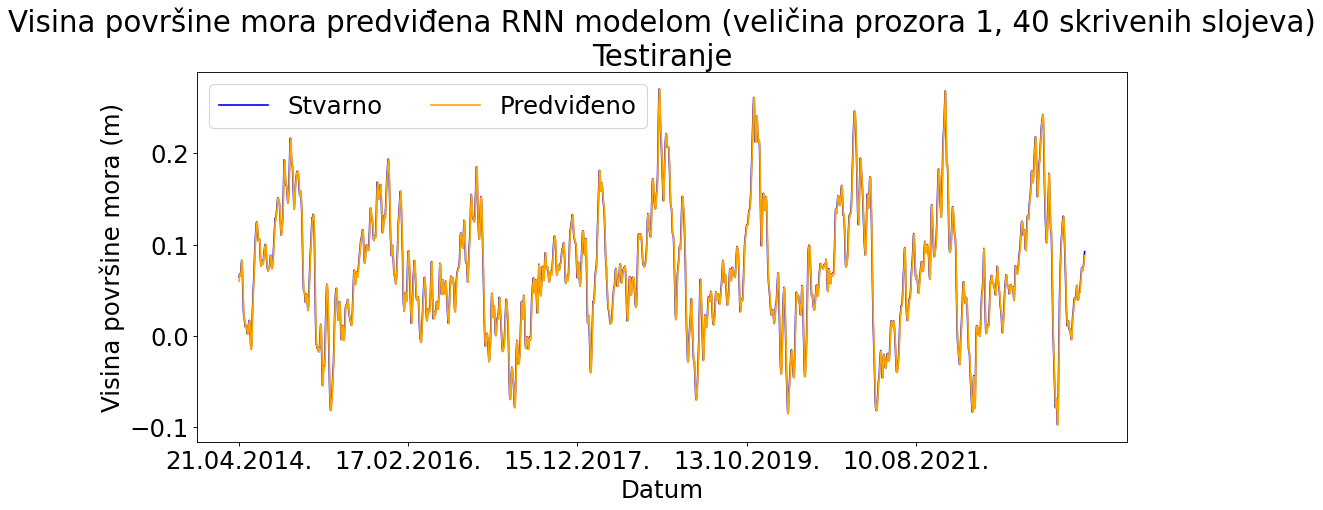 Visina površine mora predviđena RNN modelom (veličina prozora 1, 40 skrivenih slojeva)
Testiranje
Stvarno Predviđeno
Visina površine mora (m)
0.2
0.1
0.0
−0.1
21.04.2014. 17.02.2016. 15.12.2017. 13.10.2019. 10.08.2021.
Datum